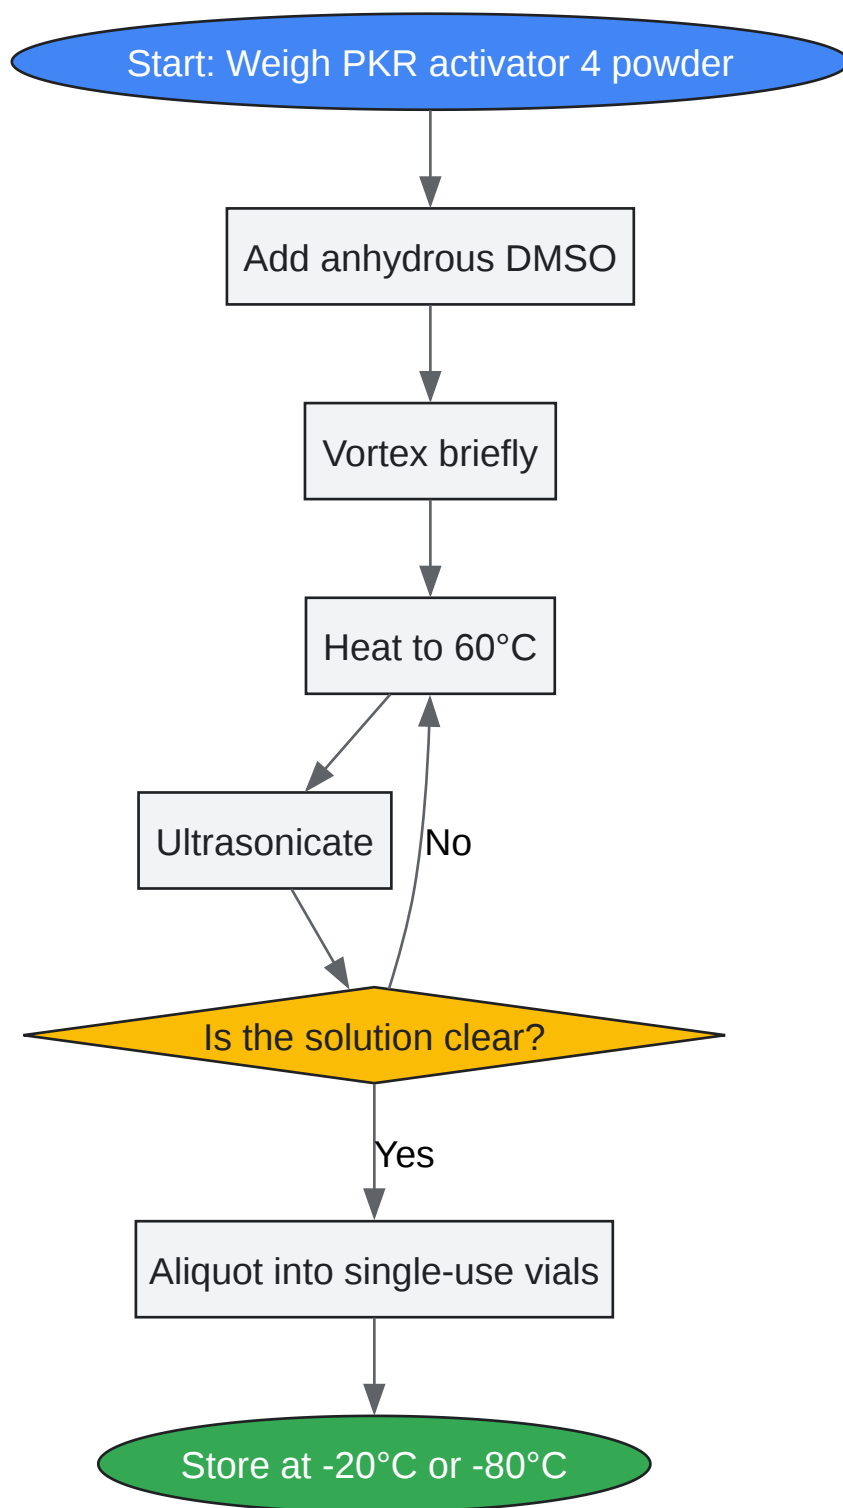 Start: Weigh PKR activator 4 powder
Add anhydrous DMSO
Vortex briefly
Heat to 60°C
Ultrasonicate
No
Is the solution clear?
Yes
Aliquot into single-use vials
Store at -20°C or -80°C